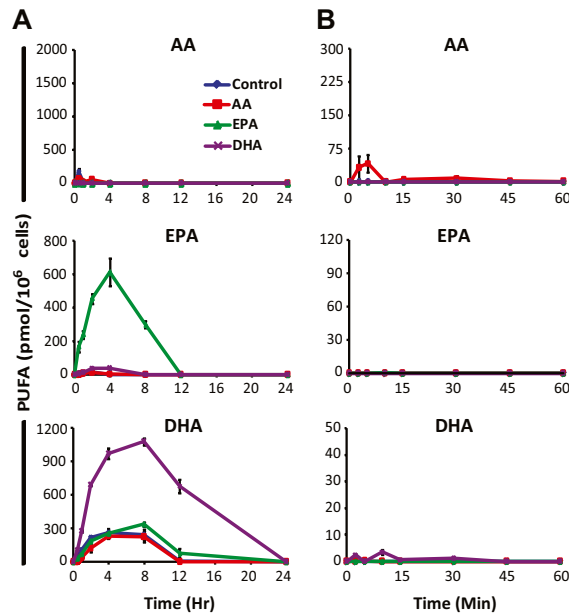 A
B
PUFA (pmol/10⁶ cells)
AA
2000
1500
1000
500
0
0 4 8 12 16 20 24
Control
AA
EPA
DHA
AA
300
225
150
75
0
0 15 30 45 60
EPA
800
600
400
200
0
0 4 8 12 16 20 24
EPA
120
90
60
30
0
0 15 30 45 60
DHA
1200
900
600
300
0
0 4 8 12 16 20 24
Time (Hr)
DHA
50
40
30
20
10
0
0 15 30 45 60
Time (Min)